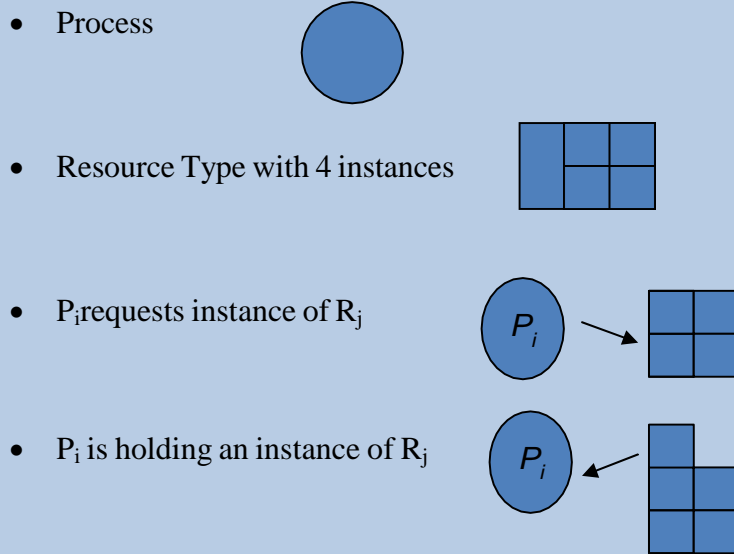 • Process
• Resource Type with 4 instances
• Pirequests instance of Rj
Pi
• Pi is holding an instance of Rj
Pi